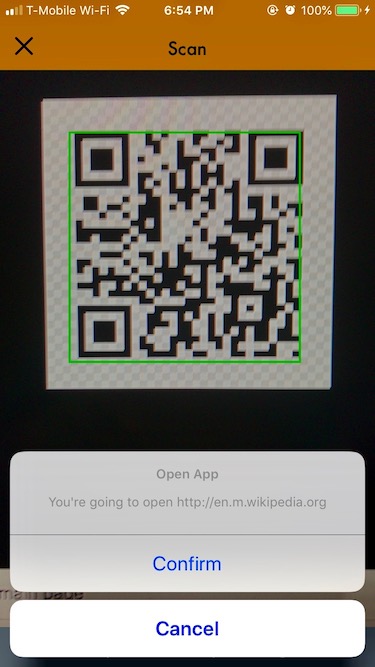 T-Mobile Wi-Fi 6:54 PM 100%
Scan
Open App
You're going to open http://en.m.wikipedia.org
Confirm
Cancel